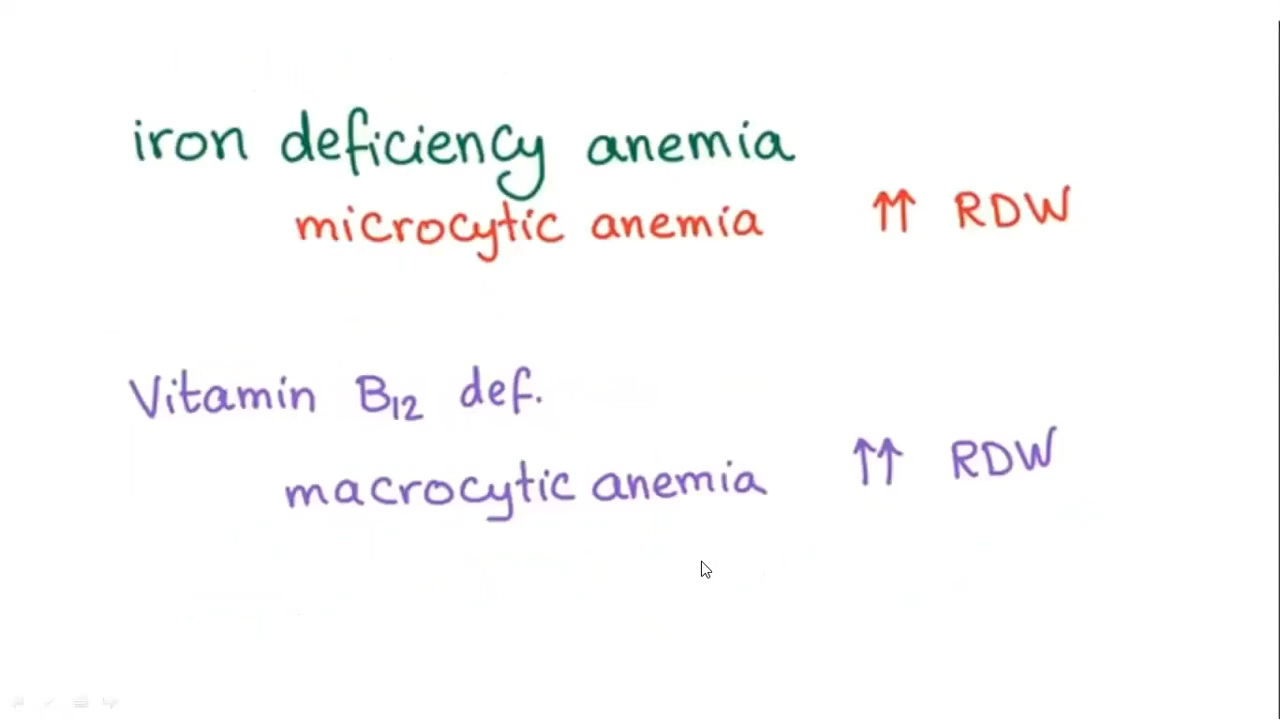 iron deficiency anemia
microcytic anemia ↑↑ RDW
Vitamin B₁₂ def.
macrocytic anemia ↑↑ RDW